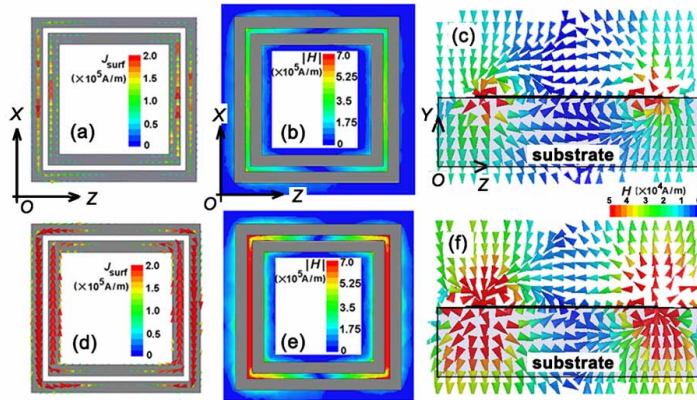 X
O
Z
(a)
J surf
(×10⁵A/m)
2.0
1.5
1.0
0.5
0
X
O
Z
(b)
|H|
(×10⁵A/m)
7.0
5.25
3.5
1.75
0
(c)
Y
O
Z
substrate
H (×10⁴A/m)
5 4 3 2 1
(d)
J surf
(×10⁵A/m)
2.0
1.5
1.0
0.5
0
(e)
|H|
(×10⁵A/m)
7.0
5.25
3.5
1.75
0
(f)
substrate